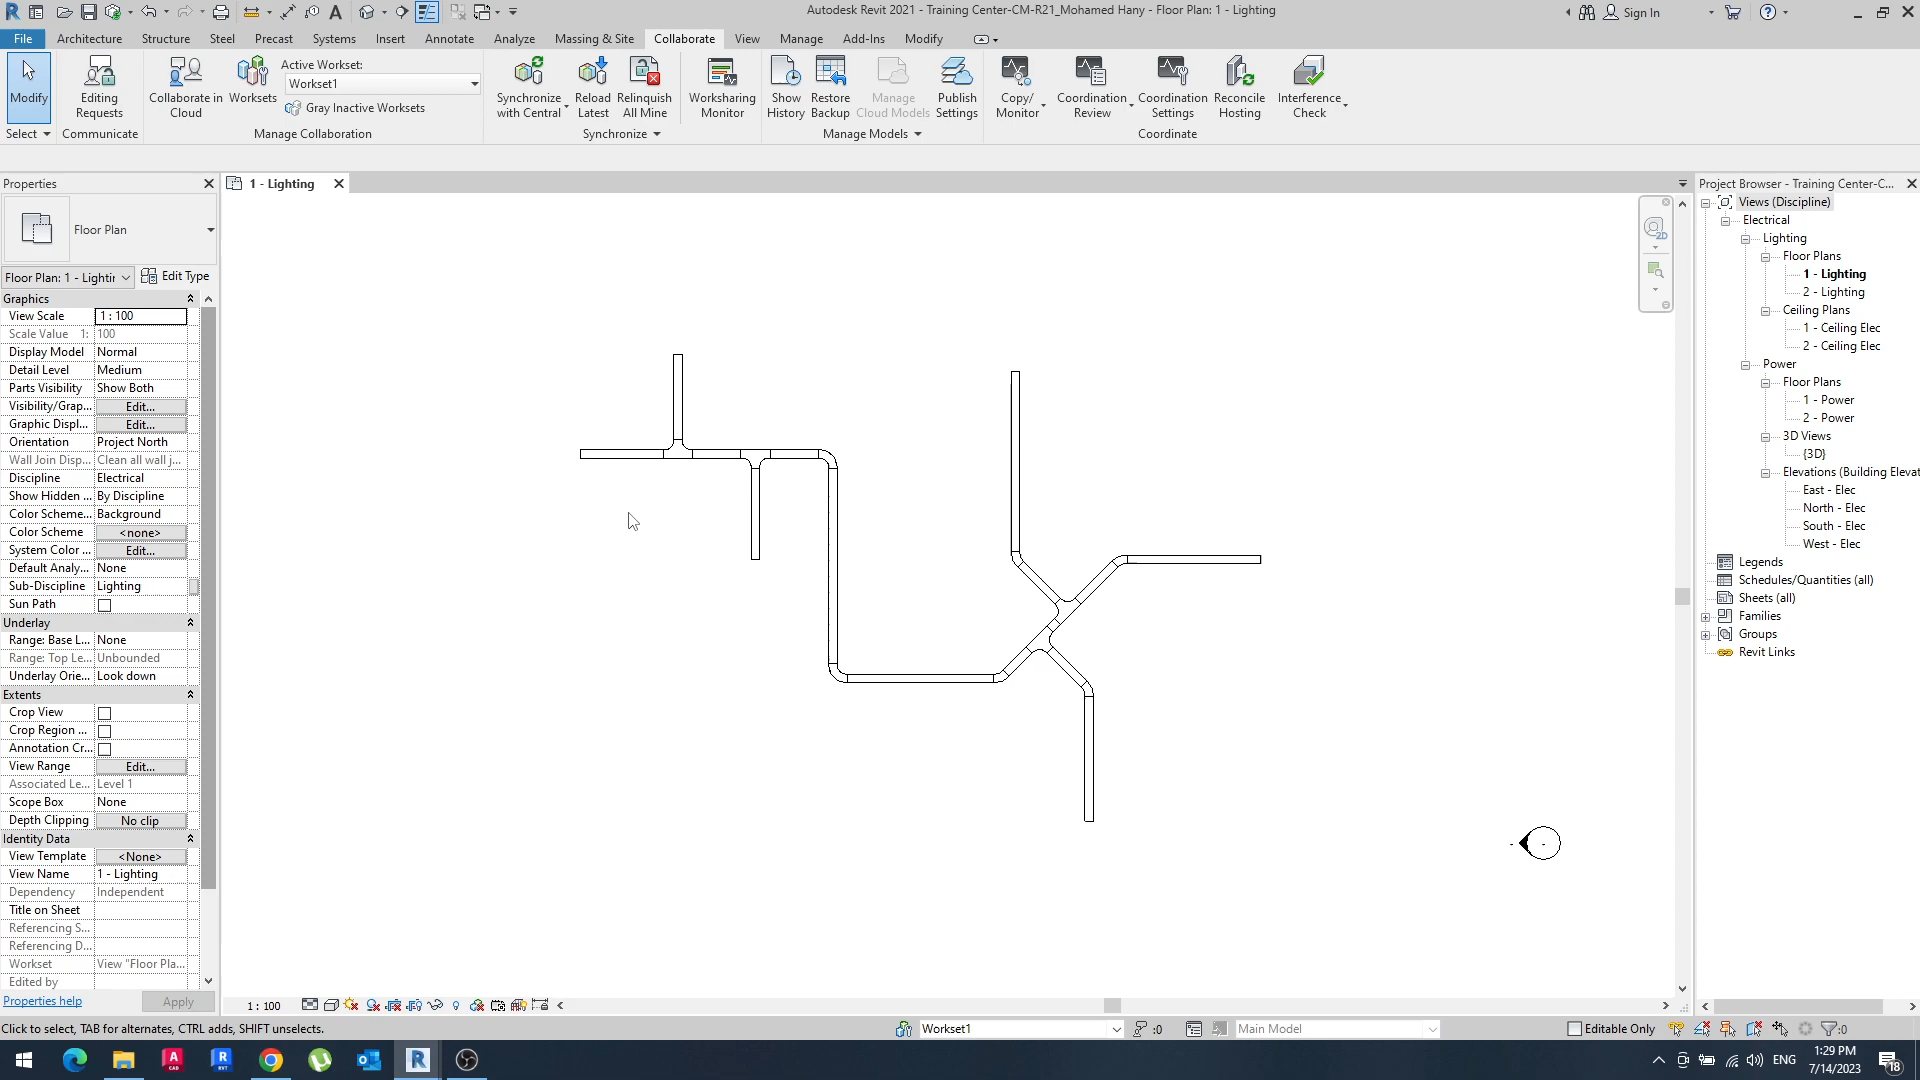 Autodesk Revit 2021 - Training Center-CM-R21_Mohamed Hany - Floor Plan: 1 - Lighting
Sign In
File Architecture Structure Steel Precast Systems Insert Annotate Analyze Massing & Site Collaborate View Manage Add-Ins Modify
Modify
Select
Editing Requests
Communicate
Collaborate in Cloud
Worksets
Active Workset:
Workset1
Gray Inactive Worksets
Manage Collaboration
Synchronize with Central
Reload Latest
Relinquish All Mine
Synchronize
Worksharing Monitor
Show History
Restore Backup
Manage Cloud Models
Publish Settings
Manage Models
Copy/ Monitor
Coordination Review
Coordination Settings
Reconcile Hosting
Interference Check
Coordinate
Properties
Floor Plan
Floor Plan: 1 - Lightir
Edit Type
Graphics
View Scale 1 : 100
Scale Value 1: 100
Display Model Normal
Detail Level Medium
Parts Visibility Show Both
Visibility/Grap... Edit...
Graphic Displ... Edit...
Orientation Project North
Wall Join Disp... Clean all wall j...
Discipline Electrical
Show Hidden ... By Discipline
Color Scheme... Background
Color Scheme <none>
System Color ... Edit...
Default Analy... None
Sub-Discipline Lighting
Sun Path
Underlay
Range: Base L... None
Range: Top Le... Unbounded
Underlay Orie... Look down
Extents
Crop View
Crop Region ...
Annotation Cr...
View Range Edit...
Associated Le... Level 1
Scope Box None
Depth Clipping No clip
Identity Data
View Template <None>
View Name 1 - Lighting
Dependency Independent
Title on Sheet
Referencing S...
Referencing D...
Workset View "Floor Pla...
Edited by
Properties help
Apply
1 - Lighting
2D
1 : 100
Project Browser - Training Center-C...
Views (Discipline)
Electrical
Lighting
Floor Plans
1 - Lighting
2 - Lighting
Ceiling Plans
1 - Ceiling Elec
2 - Ceiling Elec
Power
Floor Plans
1 - Power
2 - Power
3D Views
{3D}
Elevations (Building Elevat
East - Elec
North - Elec
South - Elec
West - Elec
Legends
Schedules/Quantities (all)
Sheets (all)
Families
Groups
Revit Links
Click to select, TAB for alternates, CTRL adds, SHIFT unselects.
Workset1
:0
Main Model
Editable Only
:0
ENG
1:29 PM
7/14/2023
18